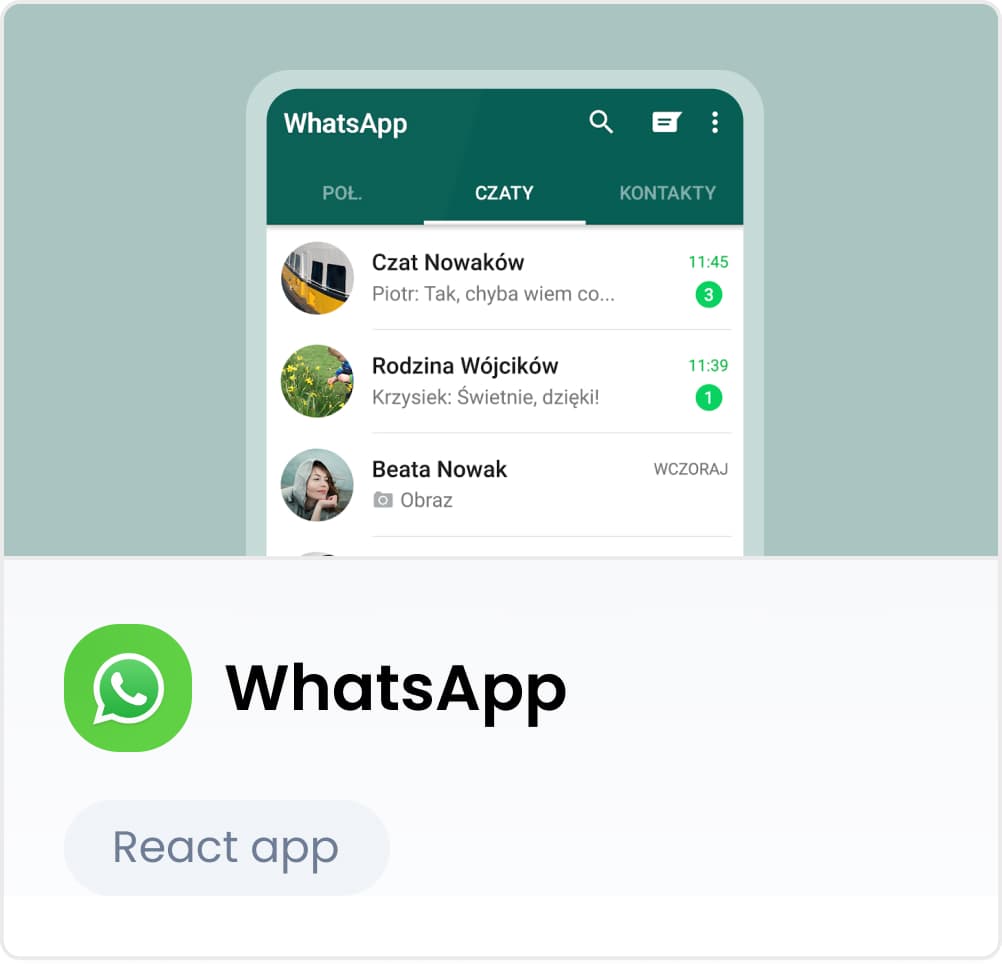 WhatsApp
POŁ. CZATY KONTAKTY
Czat Nowaków 11:45
Piotr: Tak, chyba wiem co... 3
Rodzina Wójcików 11:39
Krzysiek: Świetnie, dzięki! 1
Beata Nowak WCZORAJ
Obraz
WhatsApp
React app